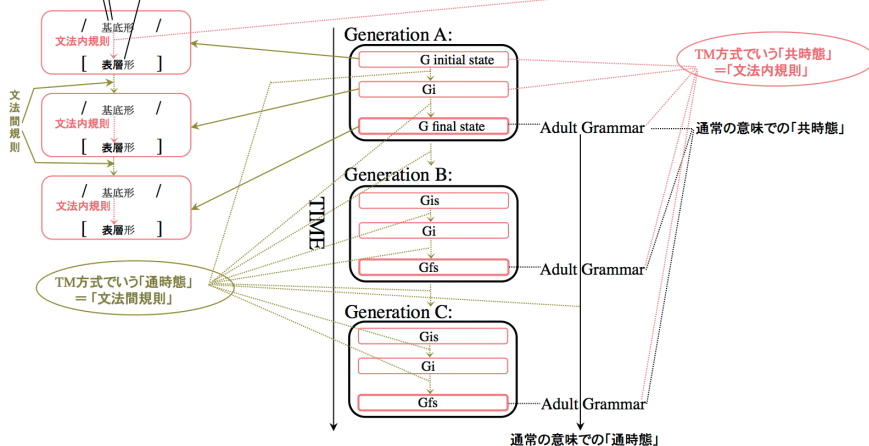 / 基底形 /
文法内規則
[ 表層形 ]
文法間規則
/ 基底形 /
文法内規則
[ 表層形 ]
/ 基底形 /
文法内規則
[ 表層形 ]
TM方式でいう「通時態」
＝「文法間規則」
TIME
Generation A:
G initial state
Gi
G final state
Adult Grammar
Generation B:
Gis
Gi
Gfs
Adult Grammar
Generation C:
Gis
Gi
Gfs
Adult Grammar
通常の意味での「通時態」
TM方式でいう「共時態」
＝「文法内規則」
通常の意味での「共時態」